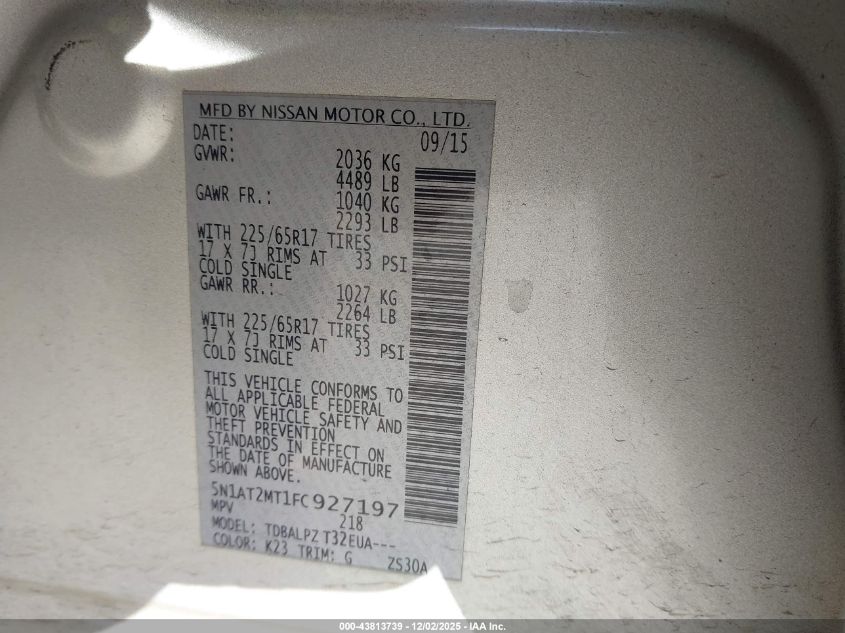 MFD BY NISSAN MOTOR CO., LTD.
DATE: 09/15
GVWR: 2036 KG
4489 LB
GAWR FR.: 1040 KG
2293 LB
WITH 225/65R17 TIRES
17 X 7J RIMS AT 33 PSI
COLD SINGLE
GAWR RR.: 1027 KG
2264 LB
WITH 225/65R17 TIRES
17 X 7J RIMS AT 33 PSI
COLD SINGLE
THIS VEHICLE CONFORMS TO
ALL APPLICABLE FEDERAL
MOTOR VEHICLE SAFETY AND
THEFT PREVENTION
STANDARDS IN EFFECT ON
THE DATE OF MANUFACTURE
SHOWN ABOVE.
5N1AT2MT1FC927197
MPV 218
MODEL: TDBALPZ T32EUA---
COLOR: K23 TRIM: G ZS30A
000-43813739 - 12/02/2025 - IAA Inc.